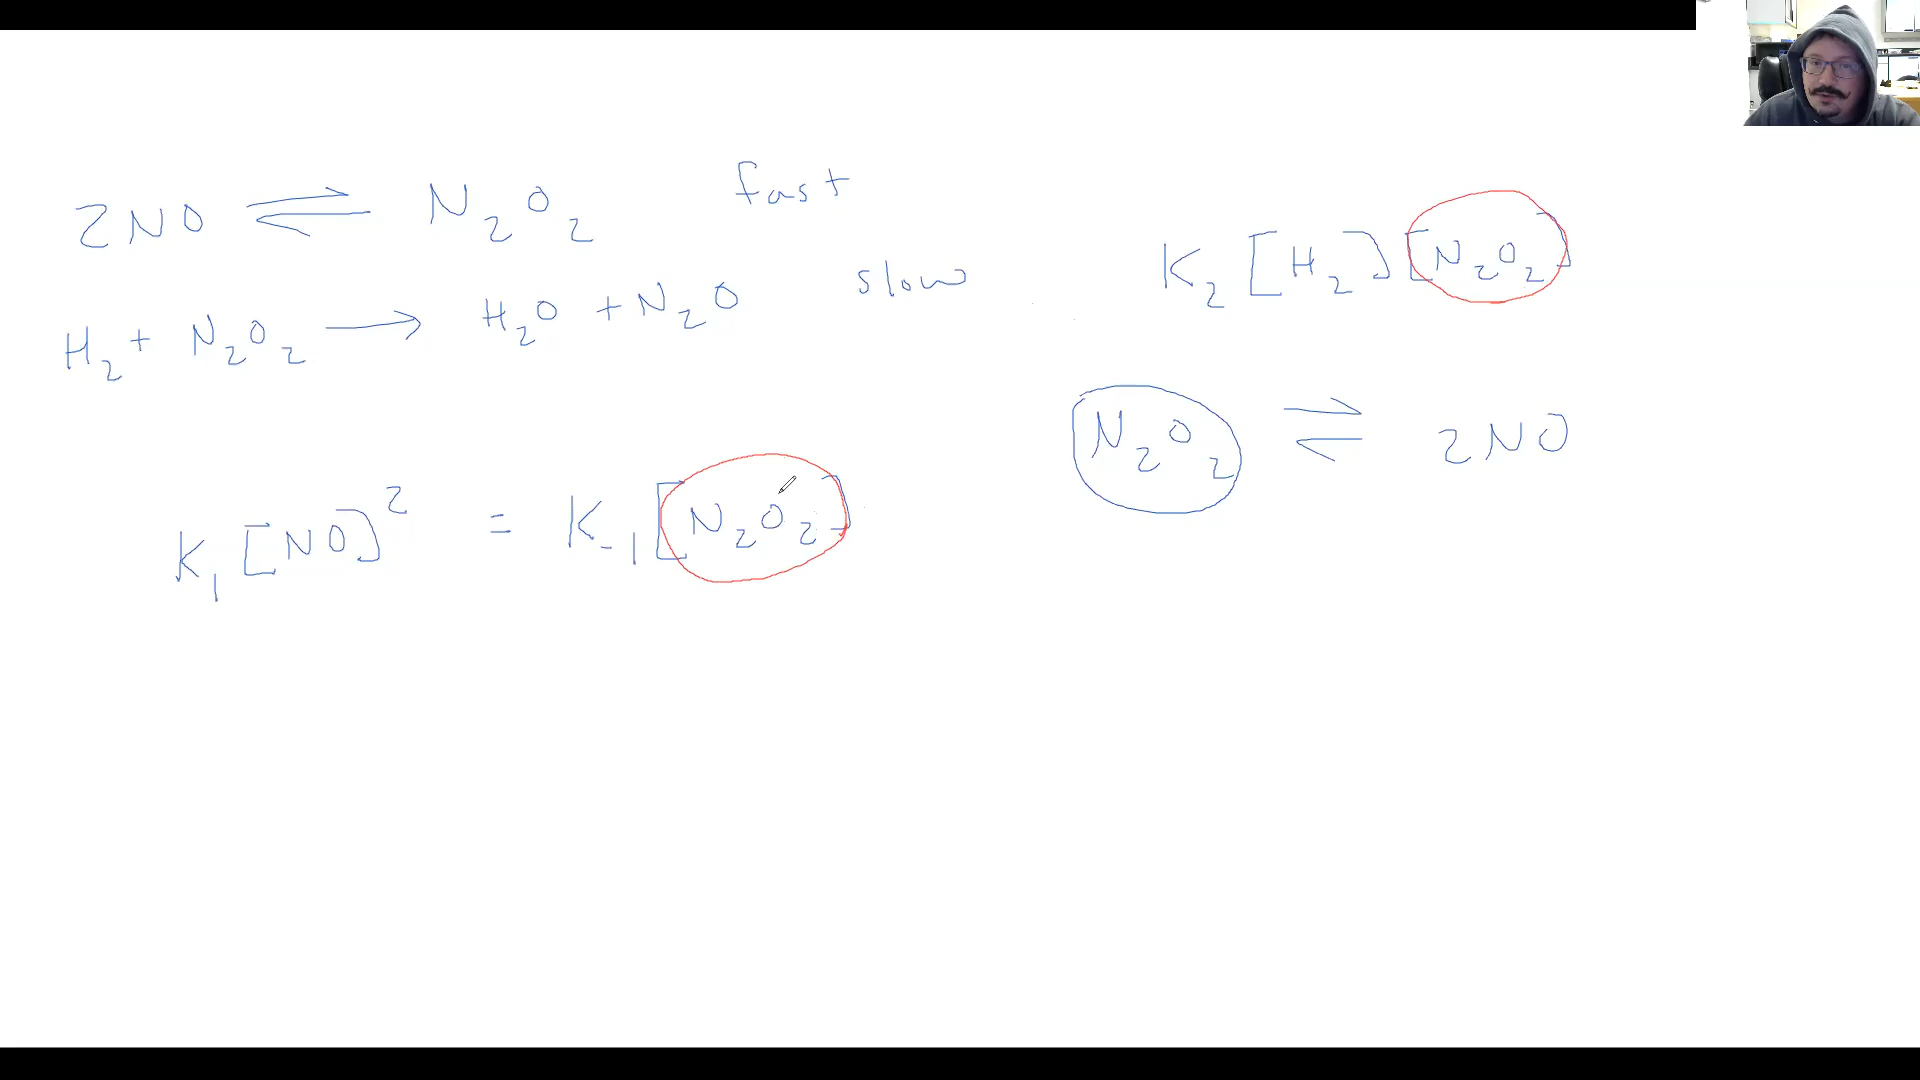 2NO ⇌ N₂O₂ fast
H₂ + N₂O₂ → H₂O + N₂O slow
K₂ [H₂] [N₂O₂]
N₂O₂ ⇌ 2NO
K₁ [NO]² = K₋₁ [N₂O₂]